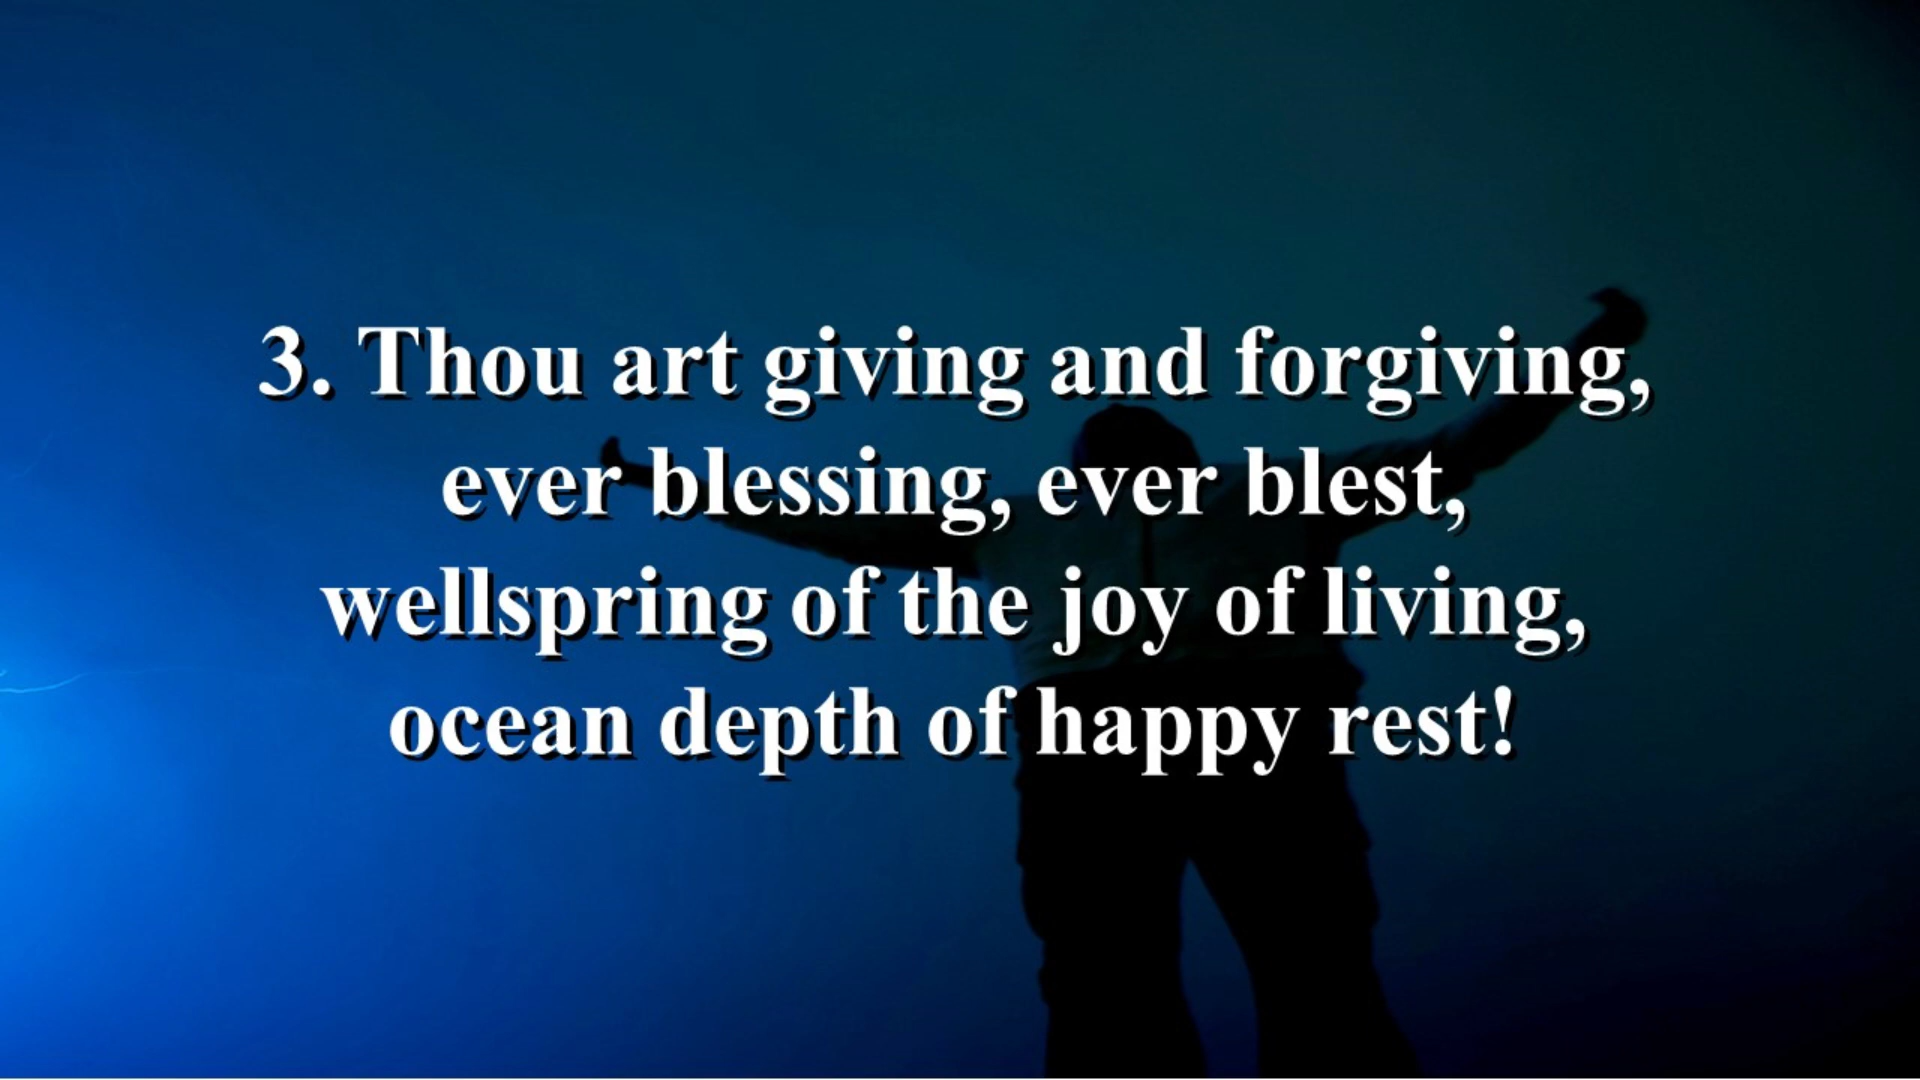 3. Thou art giving and forgiving,
ever blessing, ever blest,
wellspring of the joy of living,
ocean depth of happy rest!